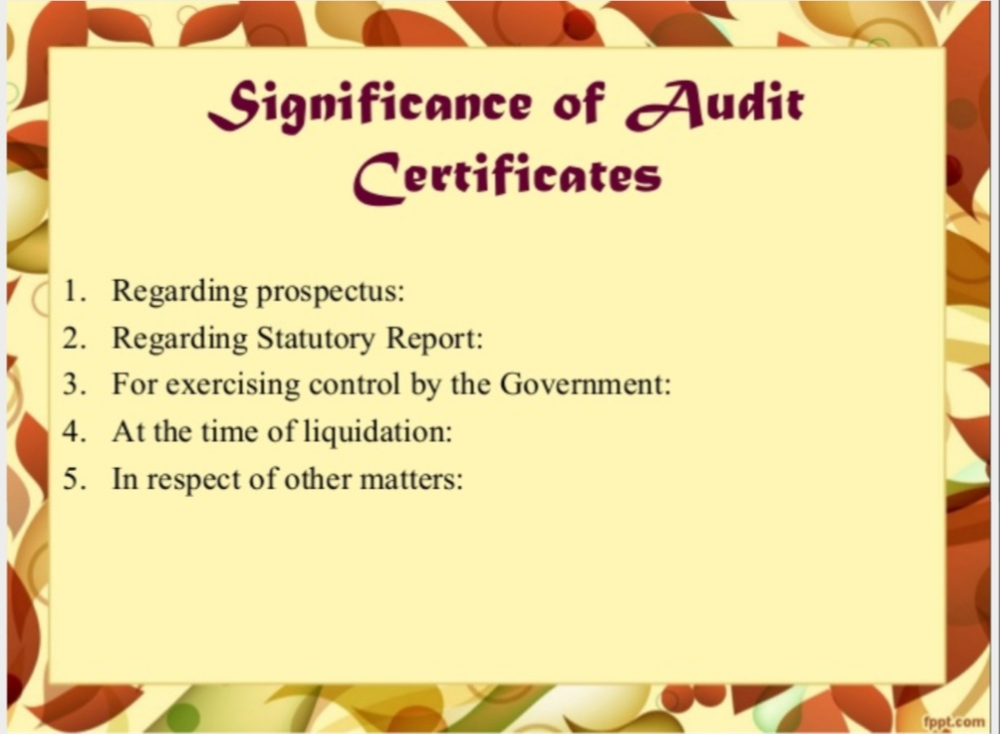 Significance of Audit
Certificates
1. Regarding prospectus:
2. Regarding Statutory Report:
3. For exercising control by the Government:
4. At the time of liquidation:
5. In respect of other matters:
fppt.com